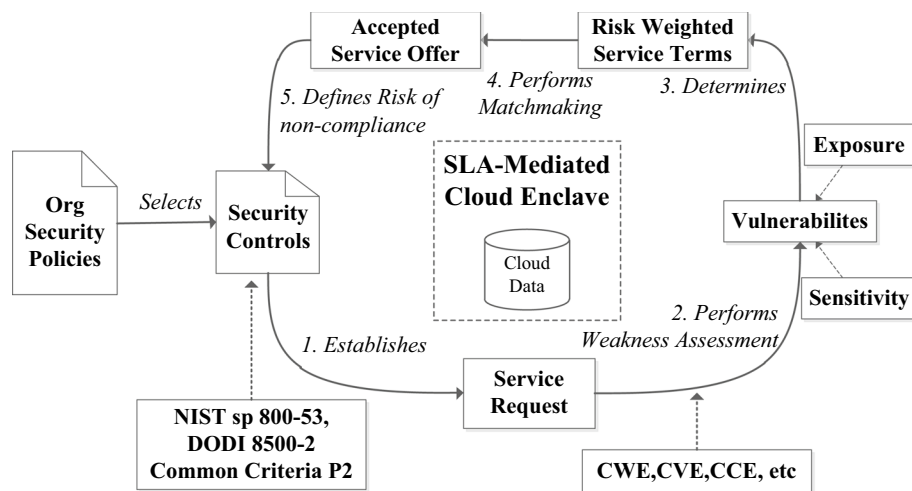 Accepted
Service Offer
Risk Weighted
Service Terms
4. Performs
Matchmaking
3. Determines
5. Defines Risk of
non-compliance
Exposure
SLA-Mediated
Cloud Enclave
Cloud
Data
Org
Security
Policies
Selects
Security
Controls
Vulnerabilites
Sensitivity
2. Performs
Weakness Assessment
1. Establishes
Service
Request
NIST sp 800-53,
DODI 8500-2
Common Criteria P2
CWE,CVE,CCE, etc